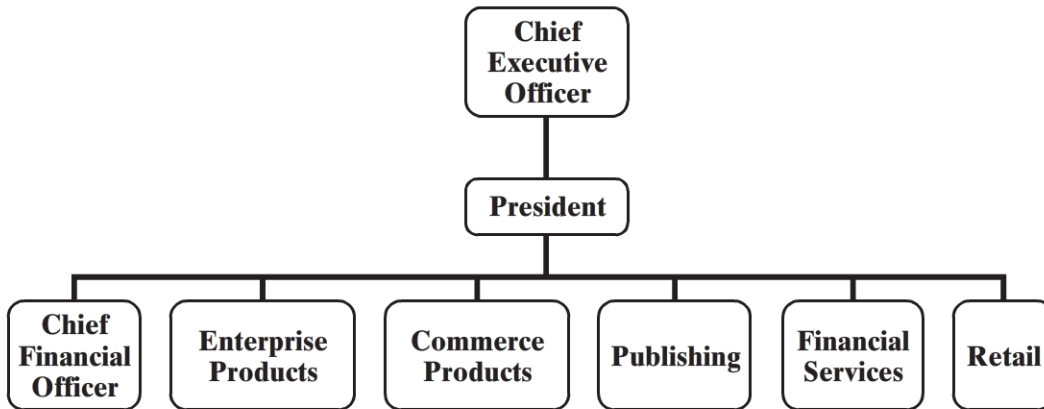 Chief
Executive
Officer
President
Chief
Financial
Officer
Enterprise
Products
Commerce
Products
Publishing
Financial
Services
Retail